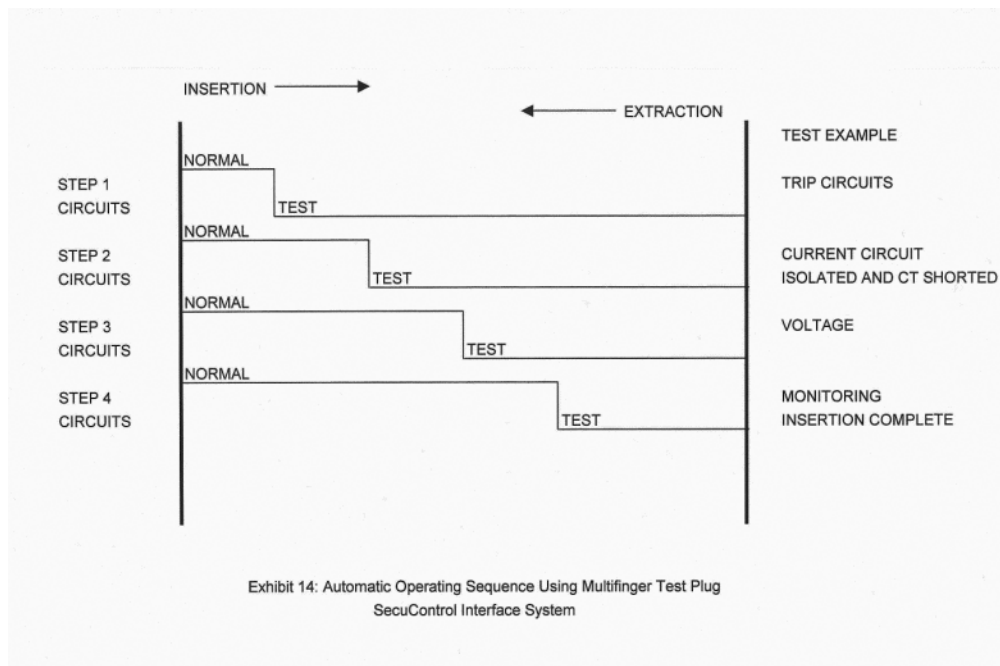 INSERTION
EXTRACTION
TEST EXAMPLE
NORMAL
STEP 1
CIRCUITS
TEST
TRIP CIRCUITS
NORMAL
STEP 2
CIRCUITS
TEST
CURRENT CIRCUIT
ISOLATED AND CT SHORTED
NORMAL
STEP 3
CIRCUITS
TEST
VOLTAGE
NORMAL
STEP 4
CIRCUITS
TEST
MONITORING
INSERTION COMPLETE
Exhibit 14: Automatic Operating Sequence Using Multifinger Test Plug
SecuControl Interface System